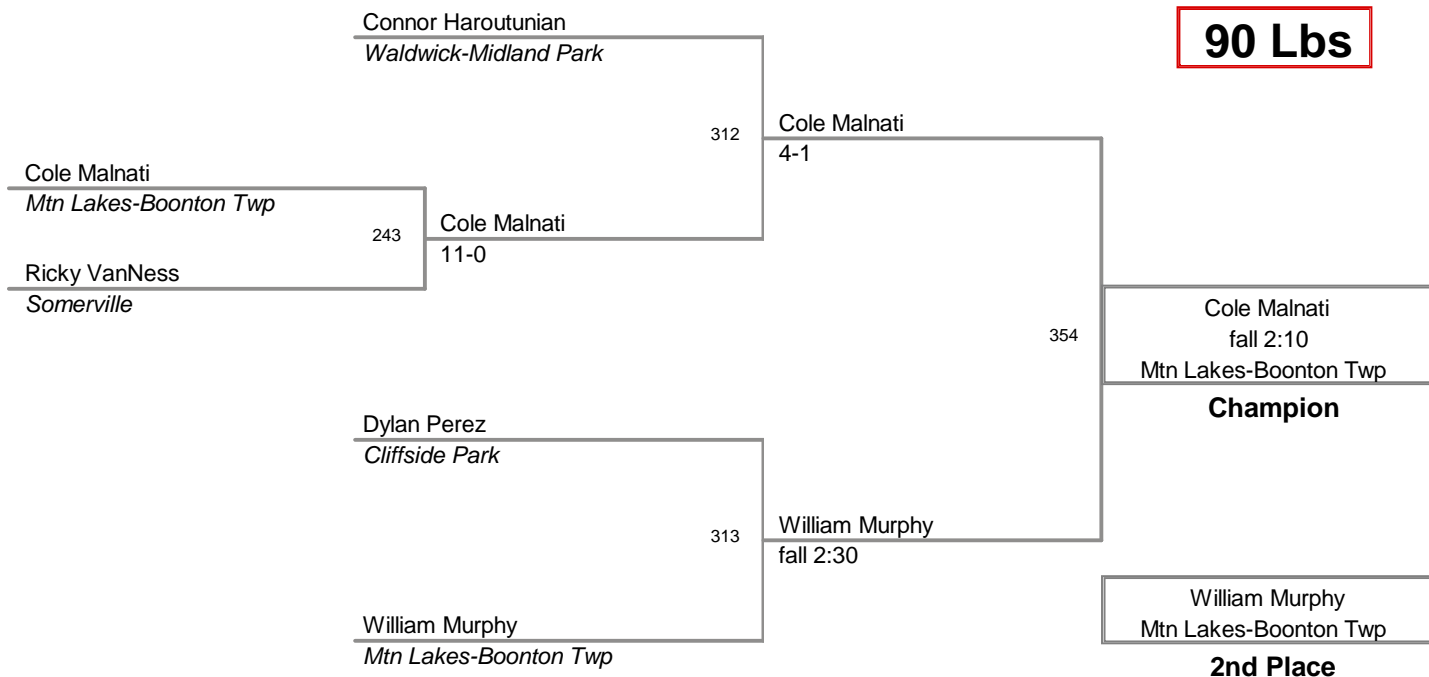 Connor Haroutunian
Waldwick-Midland Park
90 Lbs
312
Cole Malnati
4-1
Cole Malnati
Mtn Lakes-Boonton Twp
243
Cole Malnati
11-0
Ricky VanNess
Somerville
354
Cole Malnati
fall 2:10
Mtn Lakes-Boonton Twp
Champion
Dylan Perez
Cliffside Park
313
William Murphy
fall 2:30
William Murphy
Mtn Lakes-Boonton Twp
William Murphy
Mtn Lakes-Boonton Twp
2nd Place